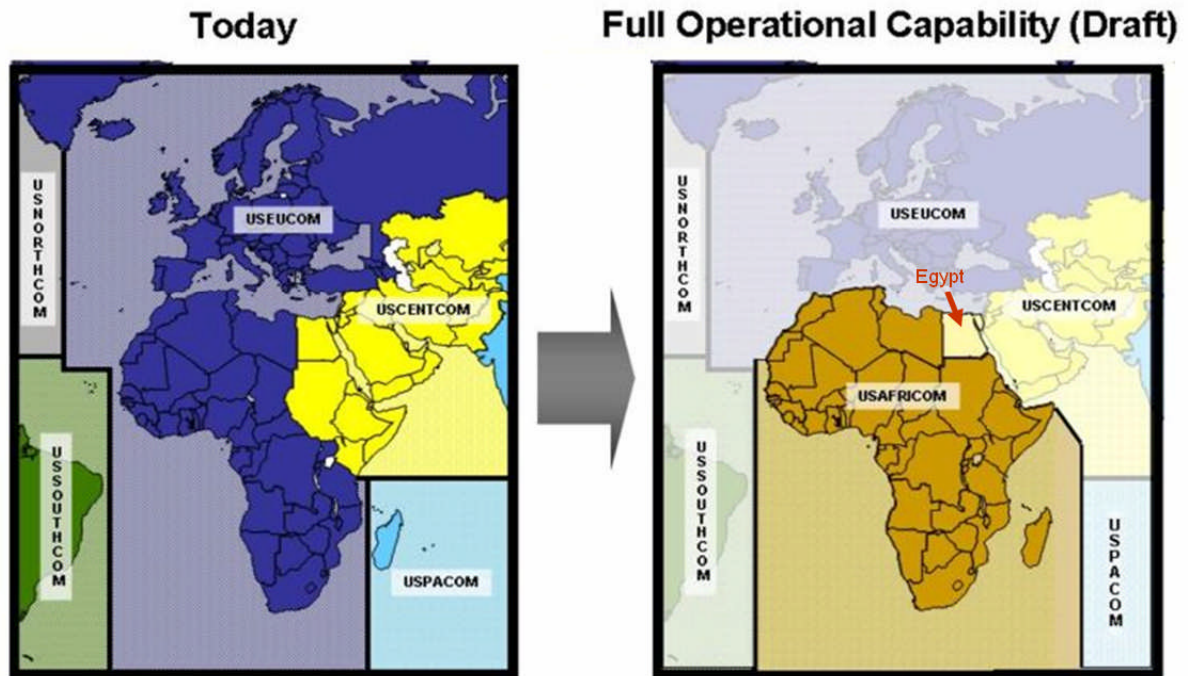 Today
Full Operational Capability (Draft)
USNORTHCOM
USEUCOM
USCENTCOM
USSOUTHCOM
USPACOM
USNORTHCOM
USEUCOM
Egypt
USCENTCOM
USAFRICOM
USSOUTHCOM
USPACOM